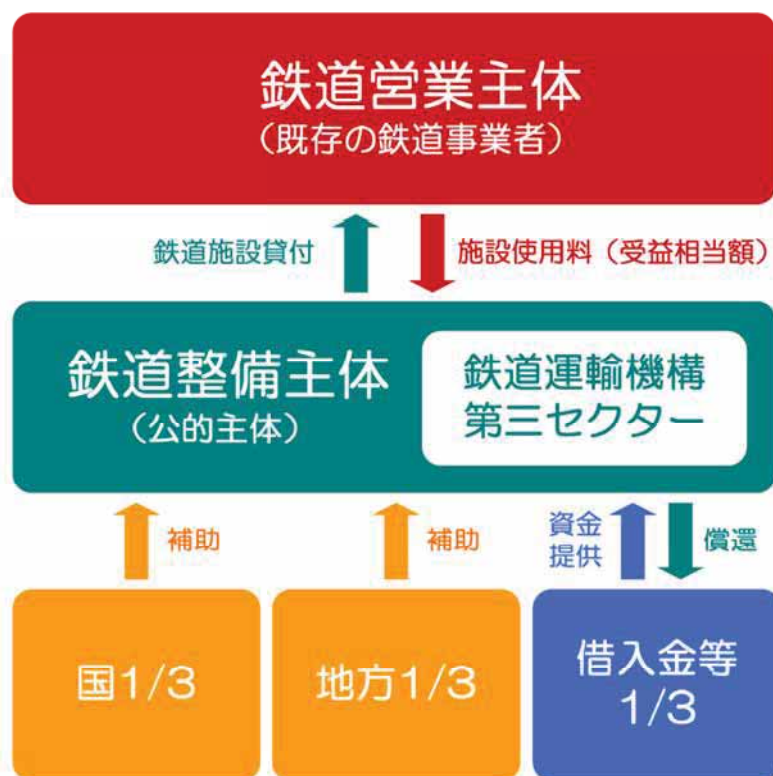 鉄道営業主体
（既存の鉄道事業者）
鉄道施設貸付
施設使用料（受益相当額）
鉄道整備主体
（公的主体）
鉄道運輸機構
第三セクター
補助
補助
資金
提供
償還
国1/3
地方1/3
借入金等
1/3